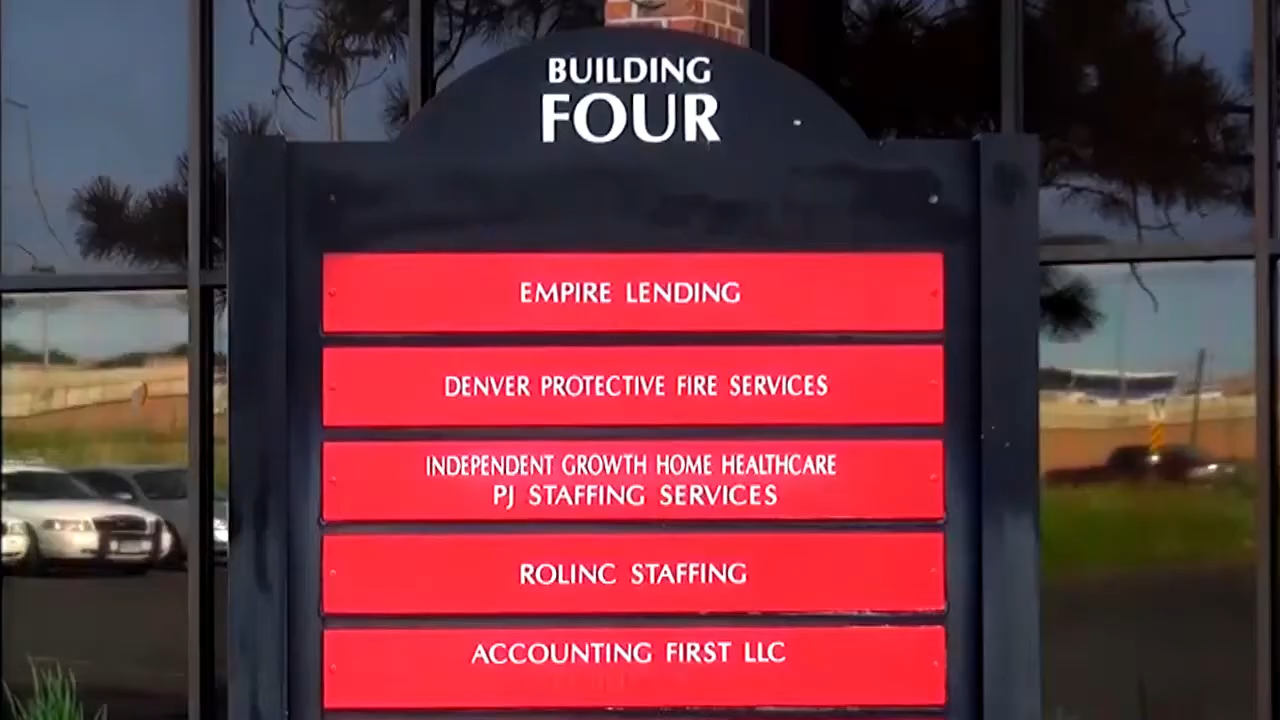 BUILDING
FOUR
EMPIRE LENDING
DENVER PROTECTIVE FIRE SERVICES
INDEPENDENT GROWTH HOME HEALTHCARE
PJ STAFFING SERVICES
ROLINC STAFFING
ACCOUNTING FIRST LLC